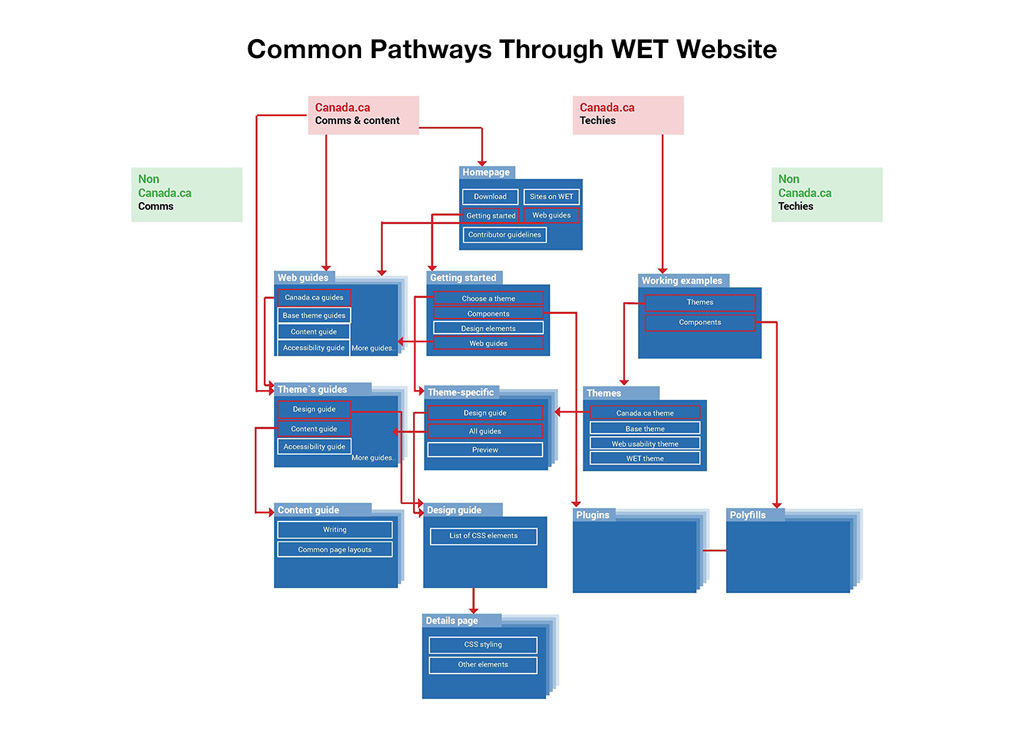 Common Pathways Through WET Website
Canada.ca
Comms & content
Canada.ca
Techies
Non
Canada.ca
Comms
Non
Canada.ca
Techies
Homepage
Download
Sites on WET
Getting started
Web guides
Contributor guidelines
Web guides
Canada.ca guides
Base theme guides
Content guide
Accessibility guide
More guides..
Getting started
Choose a theme
Components
Design elements
Web guides
Working examples
Themes
Components
Theme`s guides
Design guide
Content guide
Accessibility guide
More guides..
Theme-specific
Design guide
All guides
Preview
Themes
Canada.ca theme
Base theme
Web usability theme
WET theme
Content guide
Writing
Common page layouts
Design guide
List of CSS elements
Plugins
Polyfills
Details page
CSS styling
Other elements